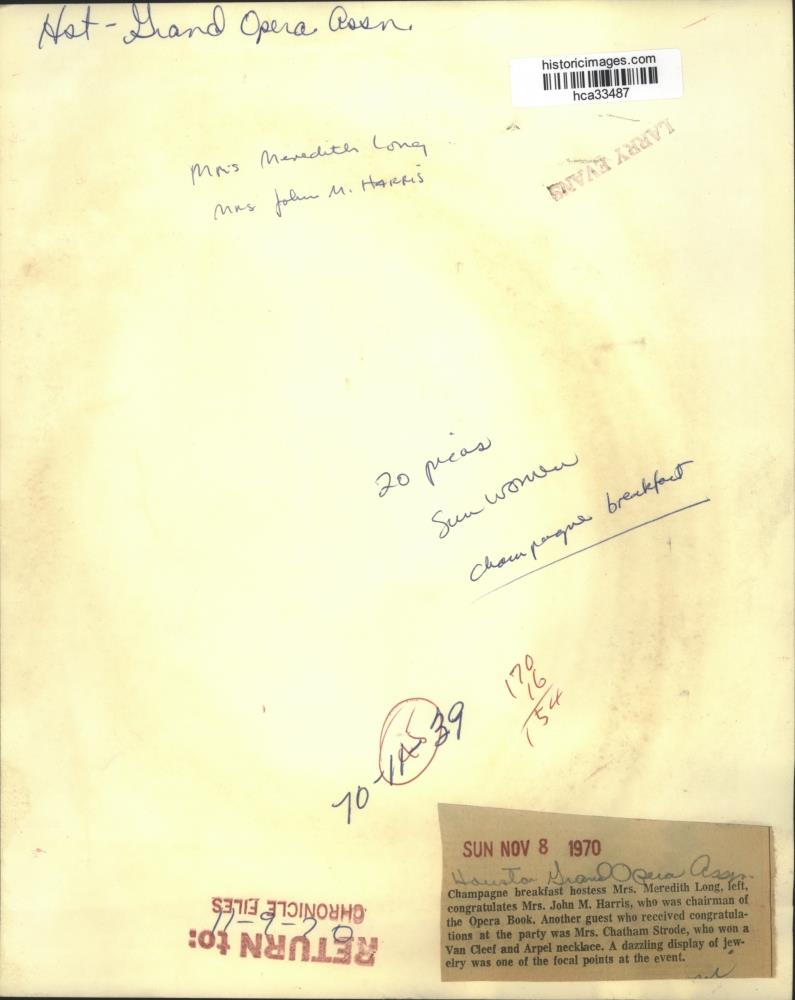 Hst - Grand Opera Assn.
historicimages.com
hca33487
LARRY EVANS
Mrs Meredith Long
Mrs John M. HARRIS
20 picas
Sun women
champagne breakfast
170
16
154
70-11-39
SUN NOV 8 1970
Houston Grand Opera Assn.
Champagne breakfast hostess Mrs. Meredith Long, left,
congratulates Mrs. John M. Harris, who was chairman of
the Opera Book. Another guest who received congratula-
tions at the party was Mrs. Chatham Strode, who won a
Van Cleef and Arpel necklace. A dazzling display of jew-
elry was one of the focal points at the event.
RETURN to:
CHRONICLE FILES
11-9-70